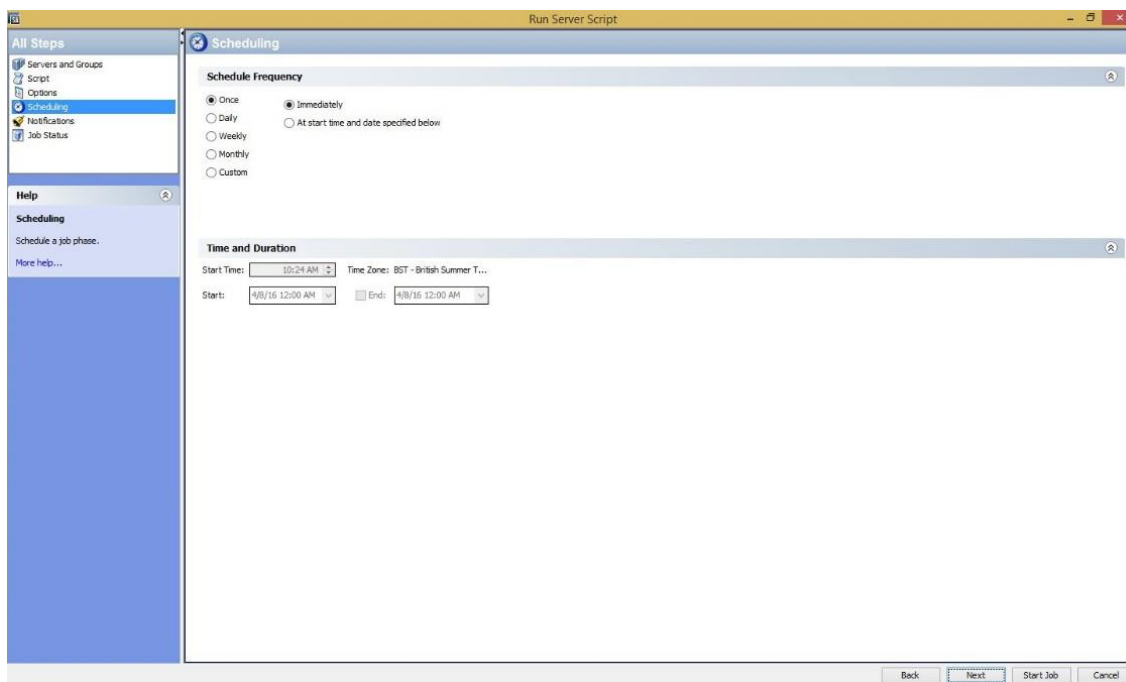 Run Server Script
All Steps
Servers and Groups
Script
Options
Scheduling
Notifications
Job Status
Help
Scheduling
Schedule a job phase.
More help...
Scheduling
Schedule Frequency
Once
Daily
Weekly
Monthly
Custom
Immediately
At start time and date specified below
Time and Duration
Start Time: 10:24 AM Time Zone: BST - British Summer T...
Start: 4/8/16 12:00 AM End: 4/8/16 12:00 AM
Back Next Start Job Cancel